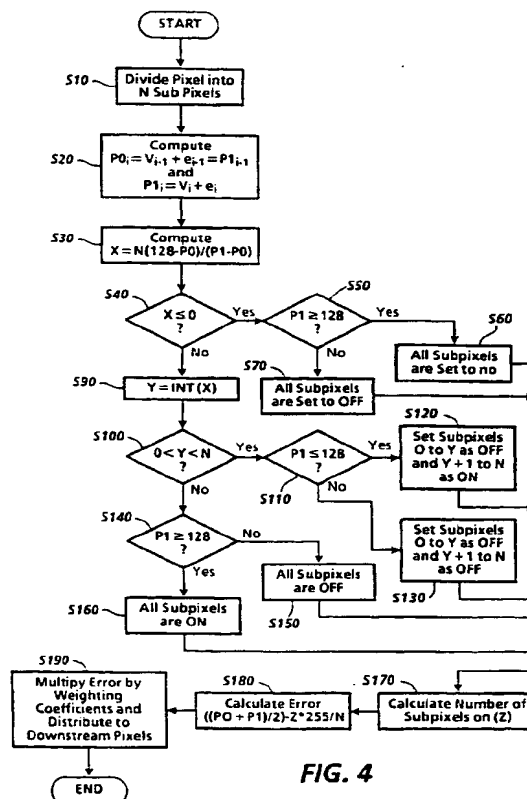 START
S10
Divide Pixel into
N Sub Pixels
S20
Compute
P0i = Vi-1 + ei-1 = P1i-1
and
P1i = Vi + ei
S30
Compute
X = N(128-P0)/(P1-P0)
S40
X ≤ 0
?
Yes
No
S50
P1 ≥ 128
?
Yes
No
S60
All Subpixels
are Set to no
S70
All Subpixels
are Set to OFF
S90
Y = INT (X)
S100
0 < Y < N
?
Yes
No
P1 ≤ 128
?
Yes
No
S110
S120
Set Subpixels
O to Y as OFF
and Y + 1 to N
as ON
S140
P1 ≥ 128
?
No
Yes
Set Subpixels
O to Y as OFF
and Y + 1 to N
as OFF
S130
All Subpixels
are OFF
S150
All Subpixels
are ON
S160
S190
Multipy Error by
Weighting
Coefficients and
Distribute to
Downstream Pixels
S180
Calculate Error
((PO + P1)/2)-Z*255/N
S170
Calculate Number of
Subpixels on (Z)
END
FIG. 4